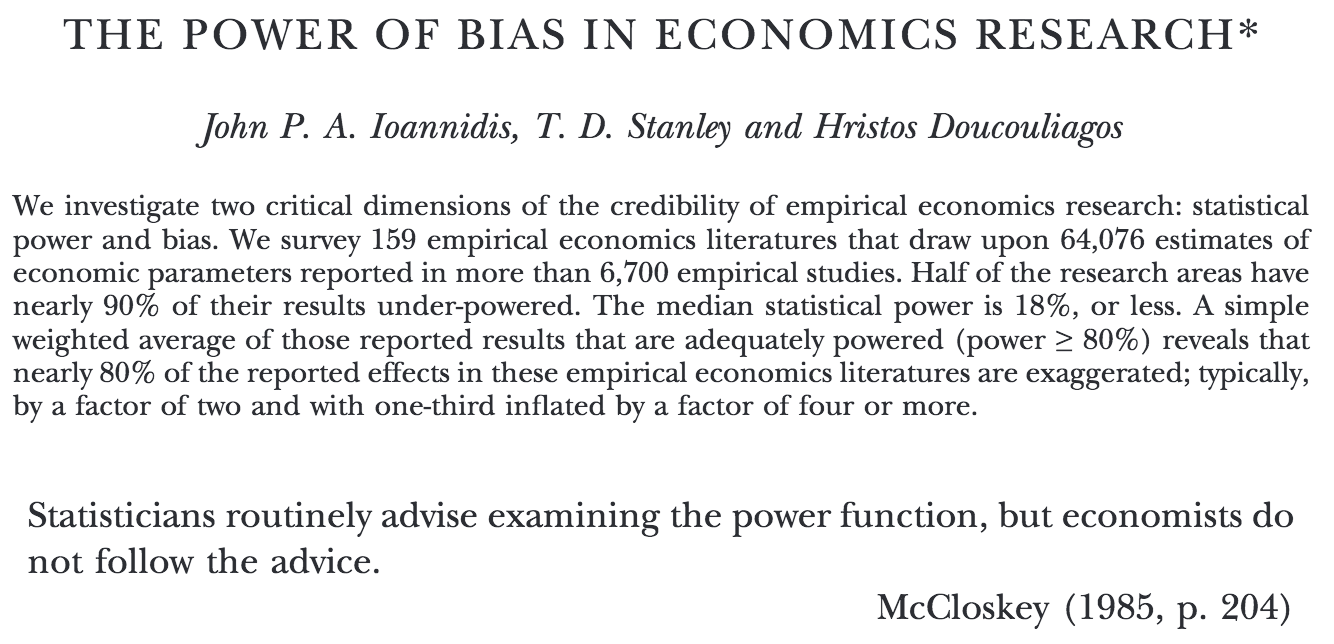 THE POWER OF BIAS IN ECONOMICS RESEARCH*
John P. A. Ioannidis, T. D. Stanley and Hristos Doucouliagos
We investigate two critical dimensions of the credibility of empirical economics research: statistical
power and bias. We survey 159 empirical economics literatures that draw upon 64,076 estimates of
economic parameters reported in more than 6,700 empirical studies. Half of the research areas have
nearly 90% of their results under-powered. The median statistical power is 18%, or less. A simple
weighted average of those reported results that are adequately powered (power ≥ 80%) reveals that
nearly 80% of the reported effects in these empirical economics literatures are exaggerated; typically,
by a factor of two and with one-third inflated by a factor of four or more.
Statisticians routinely advise examining the power function, but economists do
not follow the advice.
McCloskey (1985, p. 204)